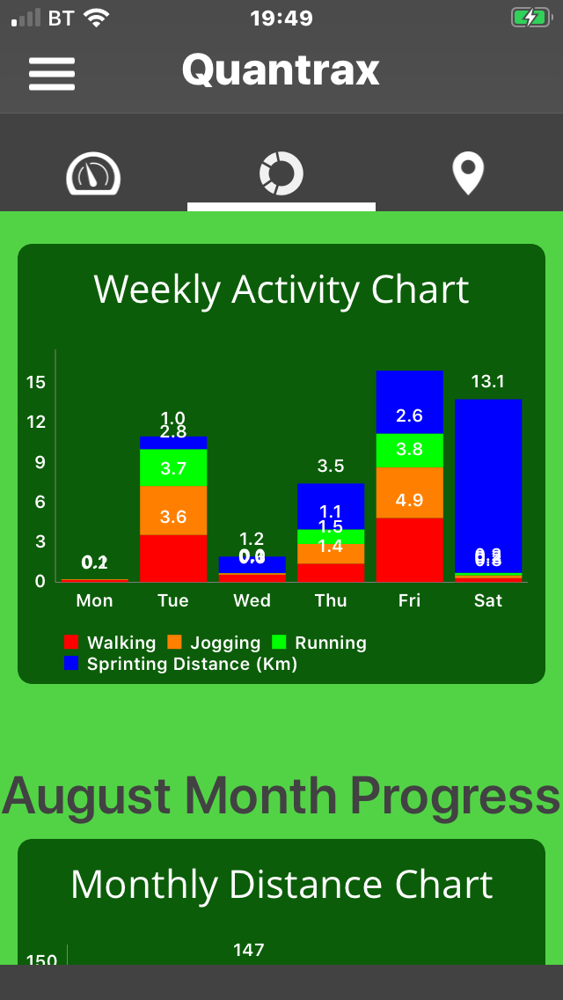 BT 19:49
Quantrax
Weekly Activity Chart
15
12
9
6
3
0
1.0
2.8
3.7
3.6
1.2
3.5
1.1
1.5
1.4
2.6
3.8
4.9
13.1
Mon Tue Wed Thu Fri Sat
Walking Jogging Running
Sprinting Distance (Km)
August Month Progress
Monthly Distance Chart
147
150